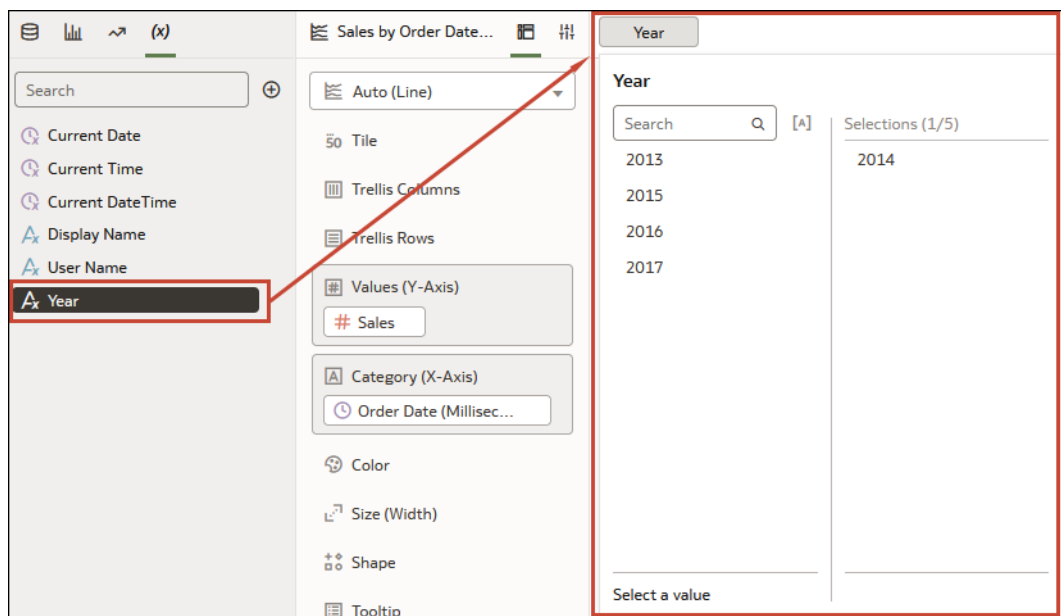 (x)
Search
Current Date
Current Time
Current DateTime
Display Name
User Name
Year
Sales by Order Date...
Auto (Line)
50 Tile
Trellis Columns
Trellis Rows
# Values (Y-Axis)
# Sales
A Category (X-Axis)
Order Date (Millisec...
Color
Size (Width)
Shape
Tooltip
Year
Year
Search [A]
2013
2015
2016
2017
Select a value
Selections (1/5)
2014